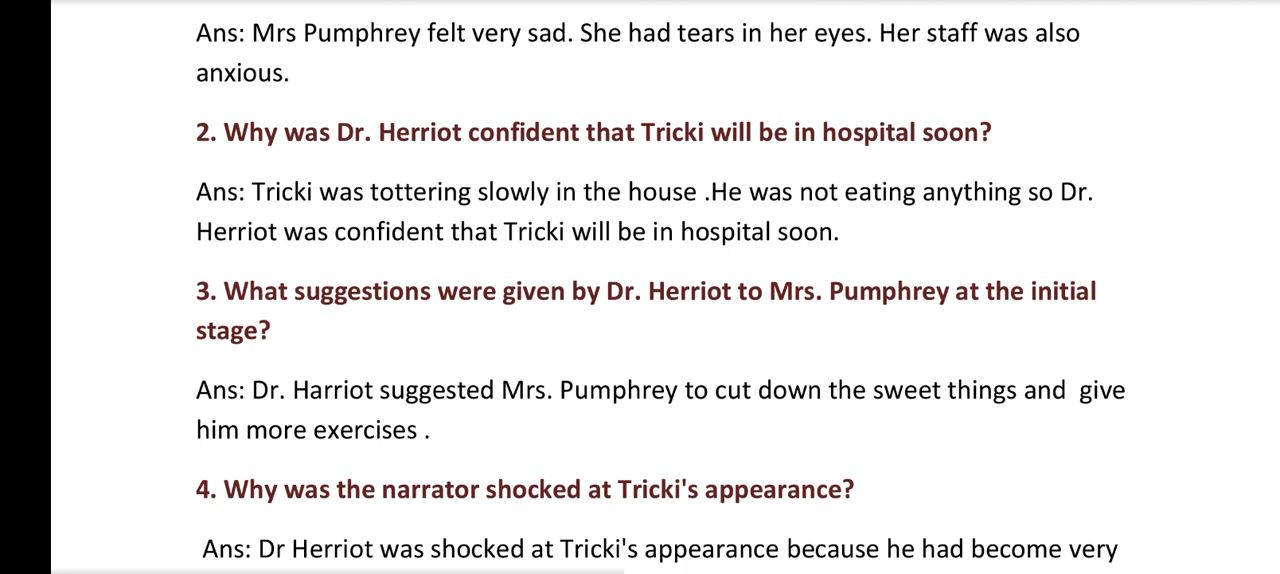 Ans: Mrs Pumphrey felt very sad. She had tears in her eyes. Her staff was also
anxious.
2. Why was Dr. Herriot confident that Tricki will be in hospital soon?
Ans: Tricki was tottering slowly in the house .He was not eating anything so Dr.
Herriot was confident that Tricki will be in hospital soon.
3. What suggestions were given by Dr. Herriot to Mrs. Pumphrey at the initial
stage?
Ans: Dr. Harriot suggested Mrs. Pumphrey to cut down the sweet things and  give
him more exercises .
4. Why was the narrator shocked at Tricki's appearance?
Ans: Dr Herriot was shocked at Tricki's appearance because he had become very